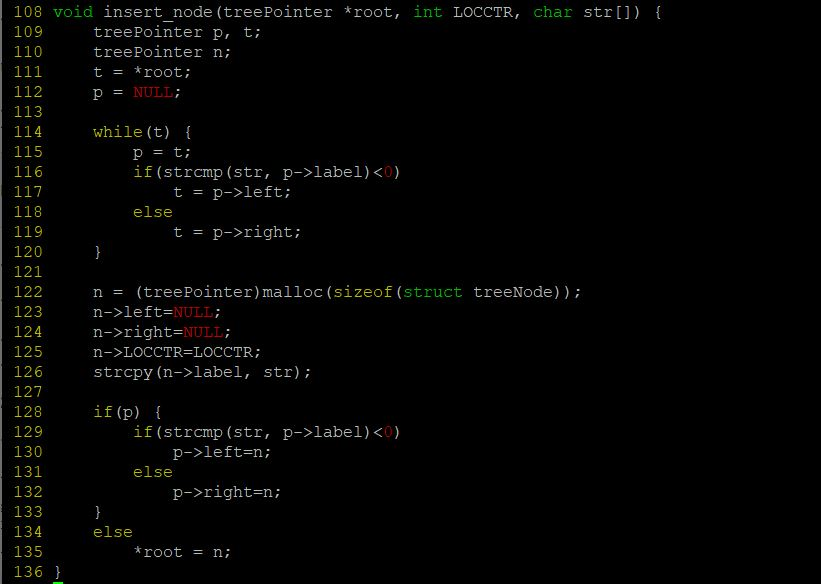 108 void insert_node(treePointer *root, int LOCCTR, char str[]) {
109     treePointer p, t;
110     treePointer n;
111     t = *root;
112     p = NULL;
113
114     while(t) {
115         p = t;
116         if(strcmp(str, p->label)<0)
117             t = p->left;
118         else
119             t = p->right;
120     }
121
122     n = (treePointer)malloc(sizeof(struct treeNode));
123     n->left=NULL;
124     n->right=NULL;
125     n->LOCCTR=LOCCTR;
126     strcpy(n->label, str);
127
128     if(p) {
129         if(strcmp(str, p->label)<0)
130             p->left=n;
131         else
132             p->right=n;
133     }
134     else
135         *root = n;
136 }